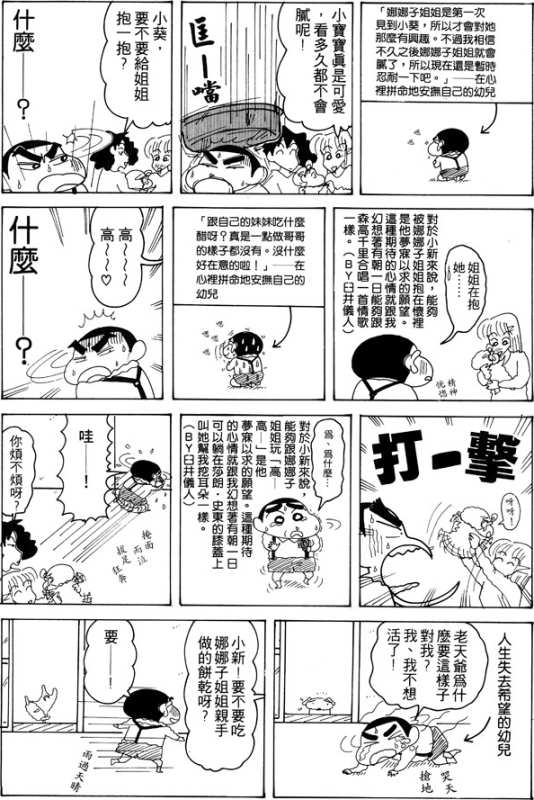 「娜娜子姐姐是第一次
見到小葵，所以才會對她
那麼有興趣。不過我相信
不久之後娜娜子姐姐就會
膩了，所以現在還是暫時
忍耐一下吧。」——在心
裡拼命地安撫自己的幼兒
小寶寶真是可愛
，看多久都不會
膩呢！
匡—噹
小葵，
要不要給姐姐
抱一抱？
什麼——？
姐姐在抱
她……
精神
恍惚
對於小新來說，能夠
被娜娜子姐姐抱在懷裡
是他夢寐以求的願望。
這種期待的心情就跟我
幻想著有朝一日能夠跟
森高千里合唱一首情歌
一樣。（BY臼井儀人）
「跟自己的妹妹吃什麼
醋呀？真是一點做哥哥
的樣子都沒有。沒什麼
好在意的啦！」——在
心裡拼命地安撫自己的
幼兒
高～～
高～～♡
什麼——？
打—擊
呀呀！
為、為什麼…
對於小新來說，
能夠跟娜娜子
姐姐玩「高—
高—」是他
夢寐以求的願望。這種期待
的心情就跟我幻想著有朝一日
可以躺在莎朗·史東的膝蓋上
叫她幫我挖耳朵一樣。
（BY臼井儀人）
哇—！
掩面
而泣
拔足
狂奔
你煩不煩呀？
人生失去希望的幼兒
老天爺為什
麼要這樣子
對我？
我、我不想
活了！
哭天
搶地
小新！要不要吃
娜娜子姐姐親手
做的餅乾呀？
要—！
雨過天晴